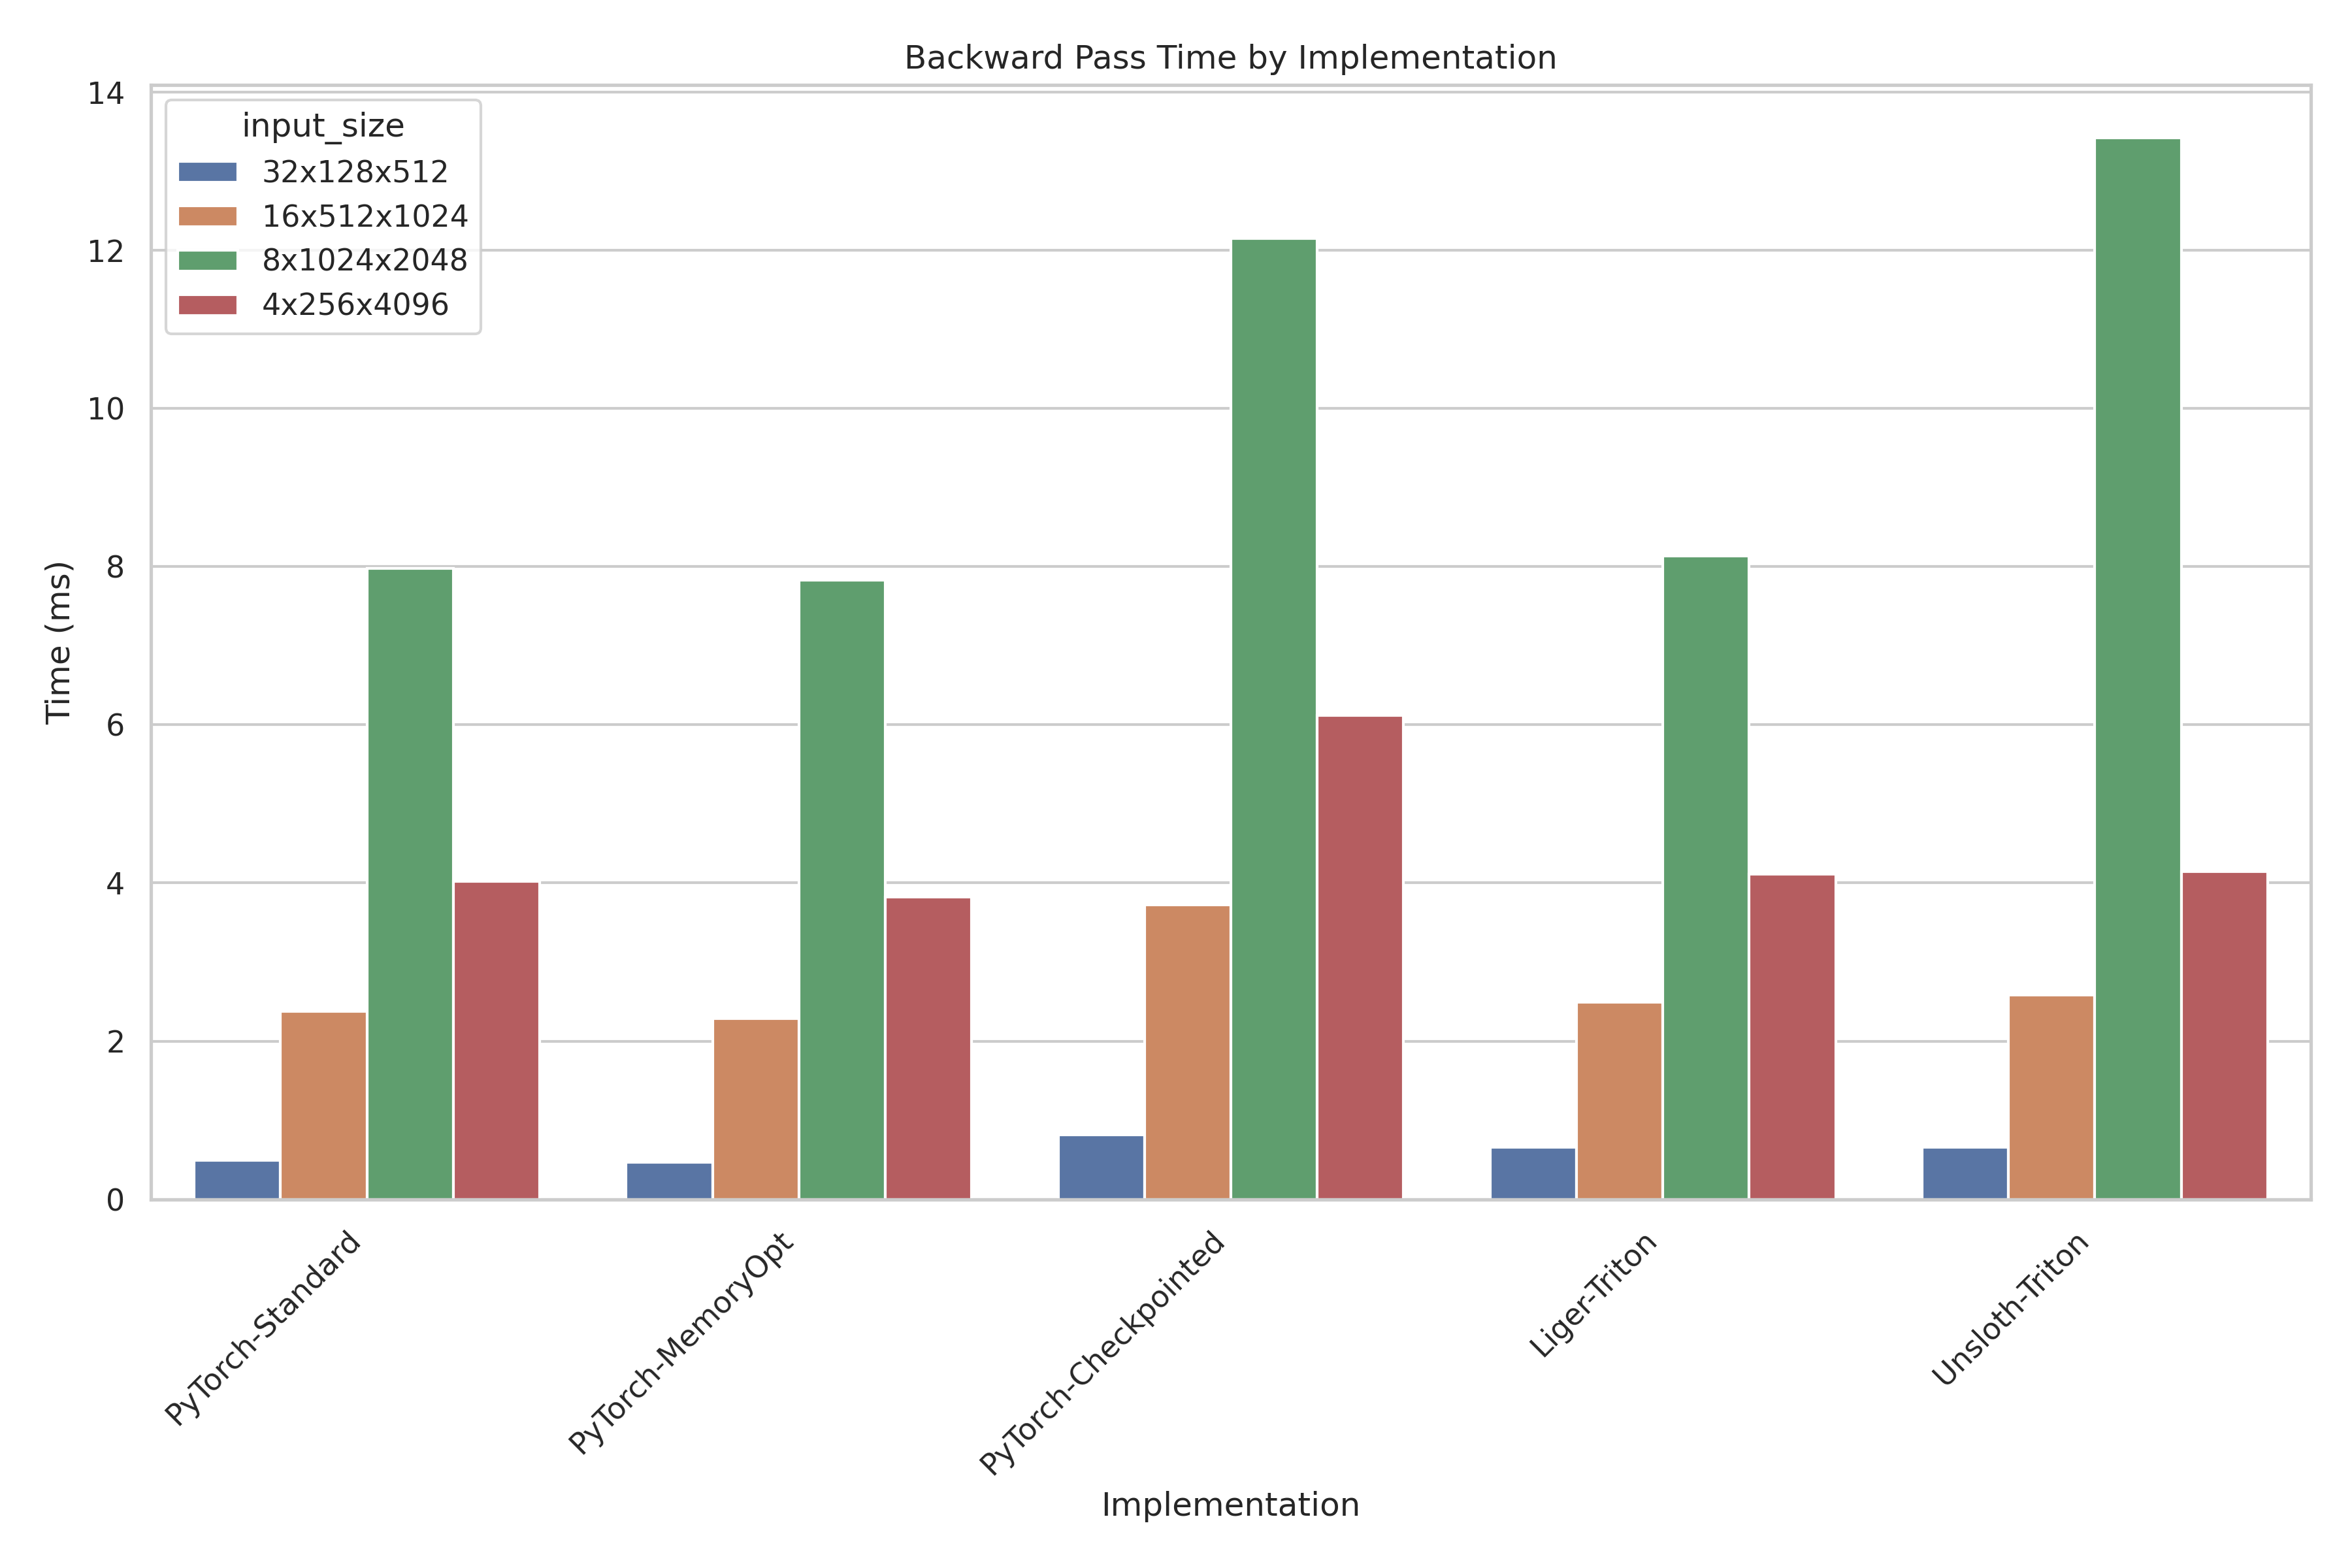 Backward Pass Time by Implementation
input_size
32x128x512
16x512x1024
8x1024x2048
4x256x4096
Time (ms)
14
12
10
8
6
4
2
0
PyTorch-Standard
PyTorch-MemoryOpt
PyTorch-Checkpointed
Liger-Triton
Unsloth-Triton
Implementation